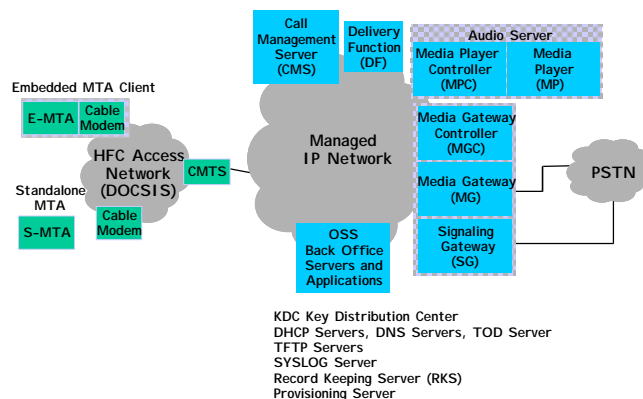 Call
Management
Server
(CMS)
Delivery
Function
(DF)
Audio Server
Media Player
Controller
(MPC)
Media
Player
(MP)
Embedded MTA Client
E-MTA
Cable
Modem
HFC Access
Network
(DOCSIS)
CMTS
Managed
IP Network
Media Gateway
Controller
(MGC)
Media Gateway
(MG)
Signaling
Gateway
(SG)
PSTN
Standalone
MTA
S-MTA
Cable
Modem
OSS
Back Office
Servers and
Applications
KDC Key Distribution Center
DHCP Servers, DNS Servers, TOD Server
TFTP Servers
SYSLOG Server
Record Keeping Server (RKS)
Provisioning Server